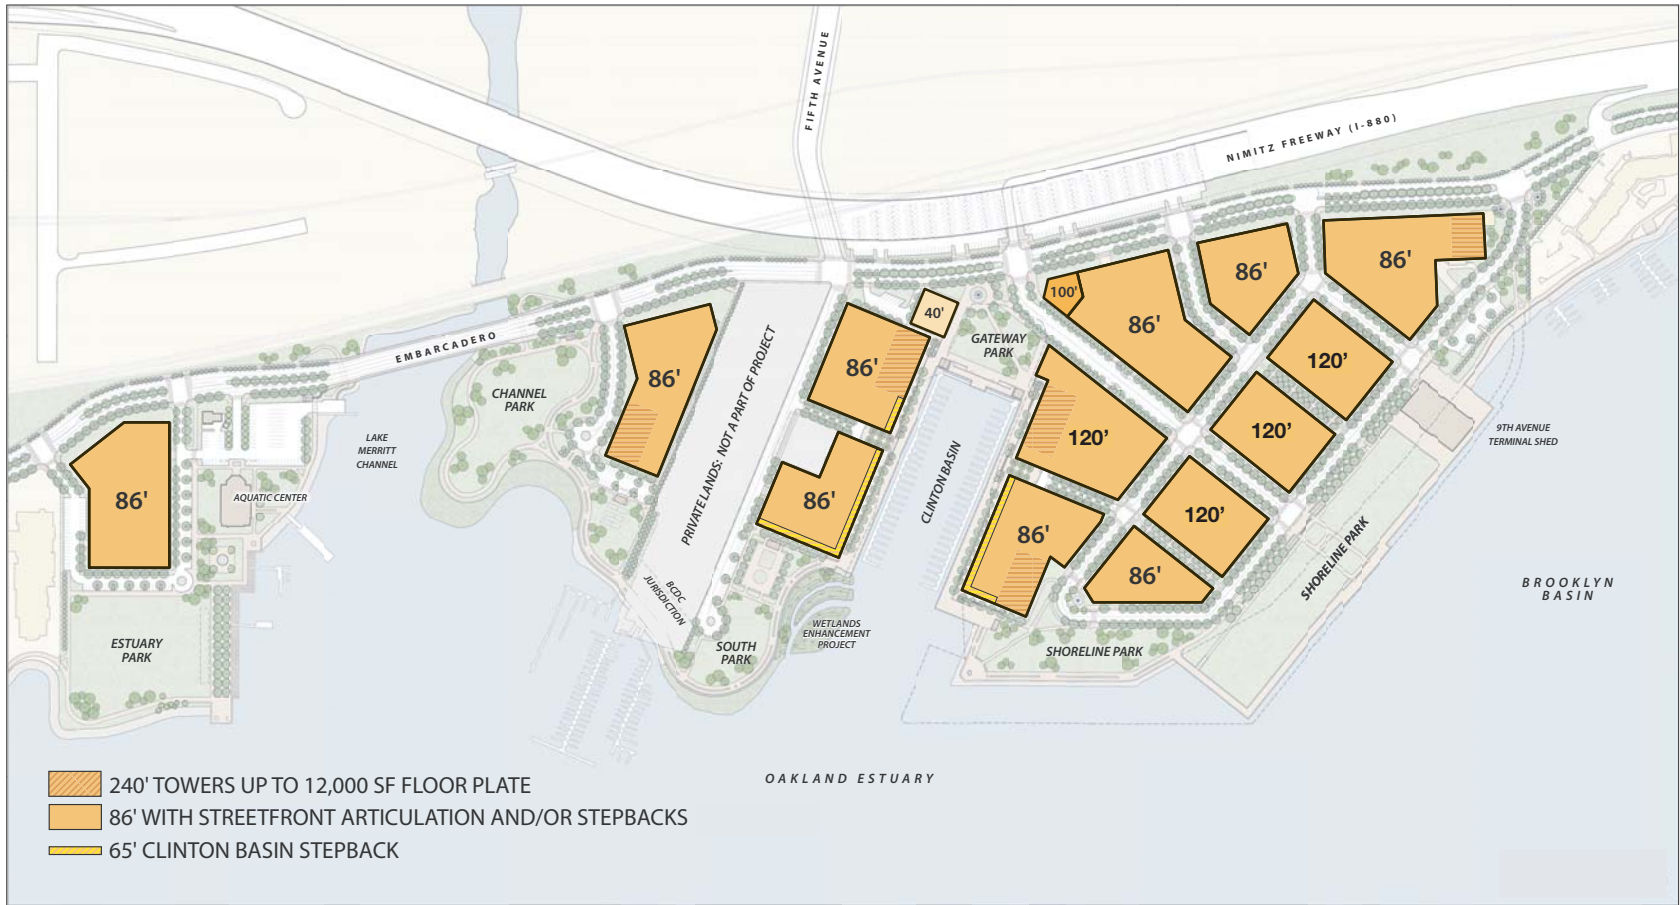 FIFTH AVENUE
NIMITZ FREEWAY (I-880)
EMBARCADERO
86'
86'
86'
100'
40'
86'
86'
GATEWAY
PARK
120'
CHANNEL
PARK
86'
PRIVATE LANDS: NOT A PART OF PROJECT
86'
120'
120'
9TH AVENUE
TERMINAL SHED
LAKE
MERRITT
CHANNEL
CLINTON BASIN
AQUATIC CENTER
86'
86'
120'
86'
86'
SHORELINE PARK
BROOKLYN
BASIN
BCDC
JURISDICTION
WETLANDS
ENHANCEMENT
PROJECT
ESTUARY
PARK
SOUTH
PARK
SHORELINE PARK
OAKLAND ESTUARY
240' TOWERS UP TO 12,000 SF FLOOR PLATE
86' WITH STREETFRONT ARTICULATION AND/OR STEPBACKS
65' CLINTON BASIN STEPBACK